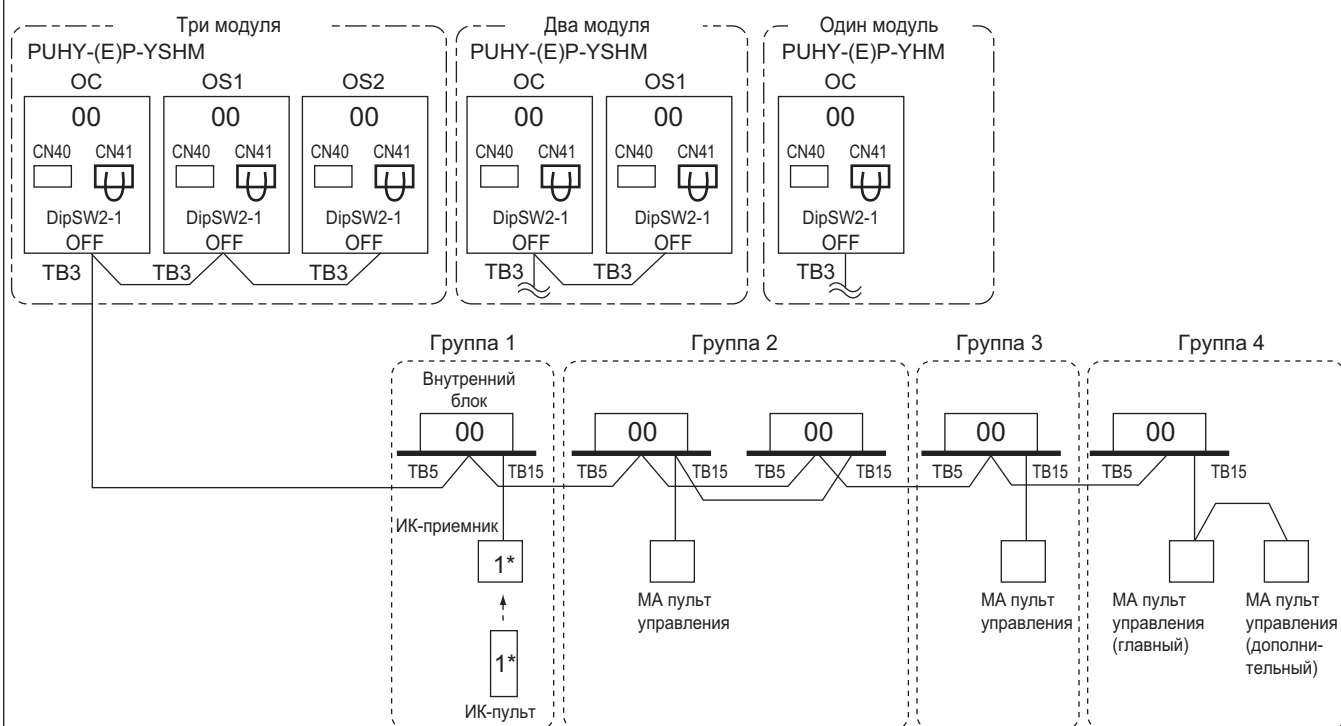 Три модуля
PUHY-(E)P-YSHM
OC OS1 OS2
00 00 00
CN40 CN41 CN40 CN41 CN40 CN41
DipSW2-1 DipSW2-1 DipSW2-1
OFF OFF OFF
TB3 TB3 TB3
Два модуля
PUHY-(E)P-YSHM
OC OS1
00 00
CN40 CN41 CN40 CN41
DipSW2-1 DipSW2-1
OFF OFF
TB3 TB3
Один модуль
PUHY-(E)P-YHM
OC
00
CN40 CN41
DipSW2-1
OFF
TB3
Группа 1
Внутренний
блок
00
TB5 TB15
ИК-приемник
1*
1*
ИК-пульт
Группа 2
00 00
TB5 TB15 TB5 TB15
МА пульт
управления
Группа 3
00
TB5 TB15
МА пульт
управления
Группа 4
00
TB5 TB15
МА пульт
управления
(главный)
МА пульт
управления
(дополни-
тельный)